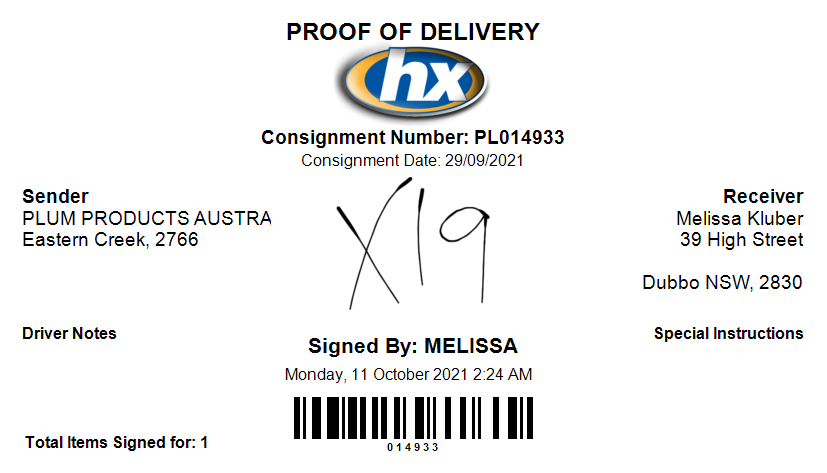 PROOF OF DELIVERY
hx
Consignment Number: PL014933
Consignment Date: 29/09/2021
Sender
PLUM PRODUCTS AUSTRA
Eastern Creek, 2766
X19
Receiver
Melissa Kluber
39 High Street
Dubbo NSW, 2830
Driver Notes
Signed By: MELISSA
Monday, 11 October 2021 2:24 AM
Special Instructions
Total Items Signed for: 1
014933